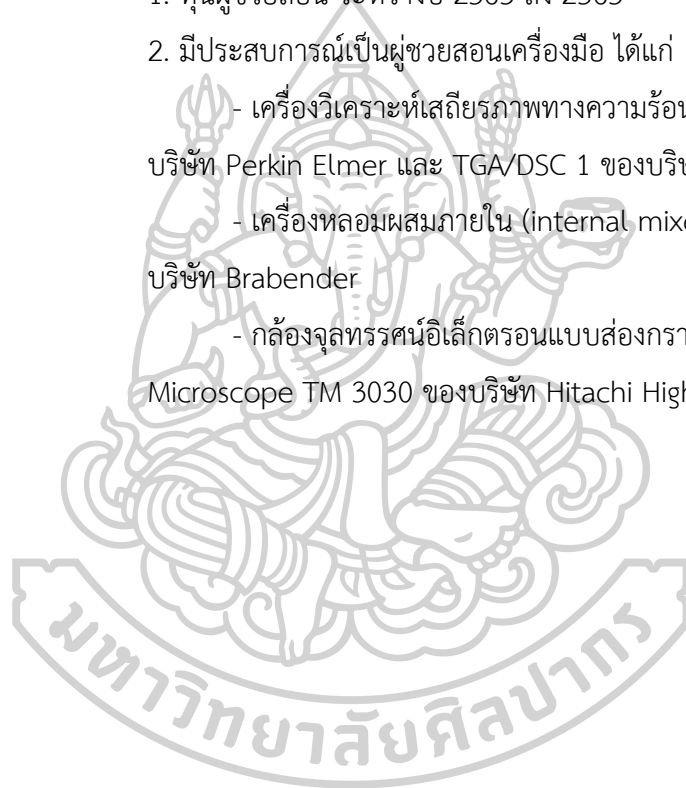 2. มีประสบการณ์เป็นผู้ช่วยสอนเครื่องมือ ได้แก่
- เครื่องวิเคราะห์เสถียรภาพทางความร้อน
บริษัท Perkin Elmer และ TGA/DSC 1 ของบริษ
- เครื่องหลอมผสมภายใน (internal mixe
บริษัท Brabender
- กล้องจุลทรรศน์อิเล็กตรอนแบบส่องกรา
Microscope TM 3030 ของบริษัท Hitachi High
มหาวิทยาลัยศิลปากร